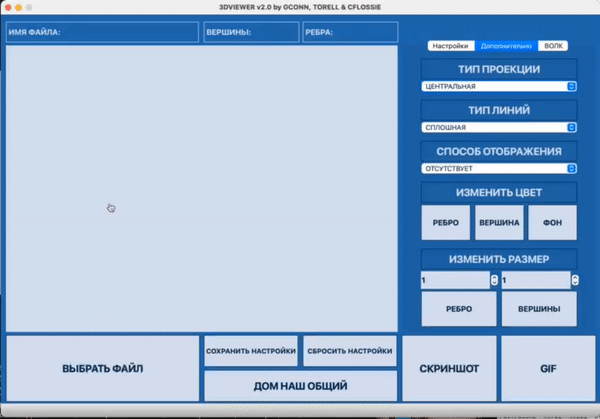 3DVIEWER v2.0 by GCONN, TORELL & CFLOSSIE
ИМЯ ФАЙЛА:
ВЕРШИНЫ:
РЕБРА:
Настройки
Дополнительно
ВОЛК
ТИП ПРОЕКЦИИ
ЦЕНТРАЛЬНАЯ
ТИП ЛИНИЙ
СПЛОШНАЯ
СПОСОБ ОТОБРАЖЕНИЯ
ОТСУТСТВУЕТ
ИЗМЕНИТЬ ЦВЕТ
РЕБРО
ВЕРШИНА
ФОН
ИЗМЕНИТЬ РАЗМЕР
1
1
РЕБРО
ВЕРШИНЫ
ВЫБРАТЬ ФАЙЛ
СОХРАНИТЬ НАСТРОЙКИ
СБРОСИТЬ НАСТРОЙКИ
ДОМ НАШ ОБЩИЙ
СКРИНШОТ
GIF